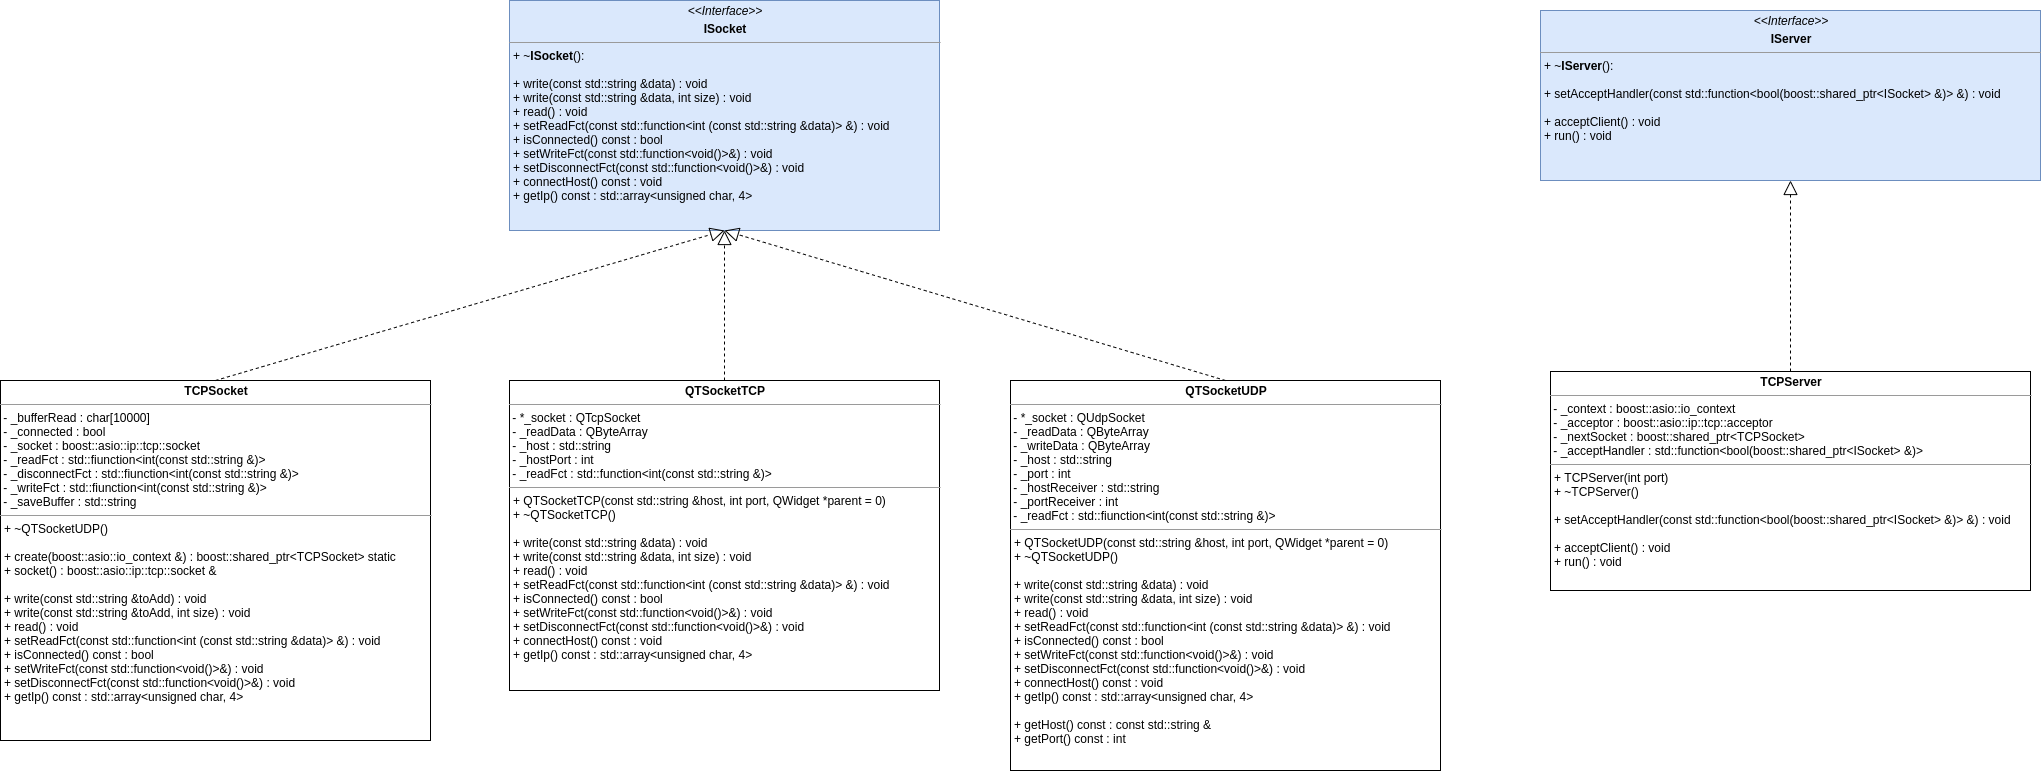 <<Interface>>
ISocket
+ ~ISocket():
+ write(const std::string &data) : void
+ write(const std::string &data, int size) : void
+ read() : void
+ setReadFct(const std::function<int (const std::string &data)> &) : void
+ isConnected() const : bool
+ setWriteFct(const std::function<void()>&) : void
+ setDisconnectFct(const std::function<void()>&) : void
+ connectHost() const : void
+ getIp() const : std::array<unsigned char, 4>
<<Interface>>
IServer
+ ~IServer():
+ setAcceptHandler(const std::function<bool(boost::shared_ptr<ISocket> &)> &) : void
+ acceptClient() : void
+ run() : void
TCPSocket
- _bufferRead : char[10000]
- _connected : bool
- _socket : boost::asio::ip::tcp::socket
- _readFct : std::fiunction<int(const std::string &)>
- _disconnectFct : std::fiunction<int(const std::string &)>
- _writeFct : std::fiunction<int(const std::string &)>
- _saveBuffer : std::string
+ ~QTSocketUDP()
+ create(boost::asio::io_context &) : boost::shared_ptr<TCPSocket> static
+ socket() : boost::asio::ip::tcp::socket &
+ write(const std::string &toAdd) : void
+ write(const std::string &toAdd, int size) : void
+ read() : void
+ setReadFct(const std::function<int (const std::string &data)> &) : void
+ isConnected() const : bool
+ setWriteFct(const std::function<void()>&) : void
+ setDisconnectFct(const std::function<void()>&) : void
+ getIp() const : std::array<unsigned char, 4>
QTSocketTCP
- *_socket : QTcpSocket
- _readData : QByteArray
- _host : std::string
- _hostPort : int
- _readFct : std::function<int(const std::string &)>
+ QTSocketTCP(const std::string &host, int port, QWidget *parent = 0)
+ ~QTSocketTCP()
+ write(const std::string &data) : void
+ write(const std::string &data, int size) : void
+ read() : void
+ setReadFct(const std::function<int (const std::string &data)> &) : void
+ isConnected() const : bool
+ setWriteFct(const std::function<void()>&) : void
+ setDisconnectFct(const std::function<void()>&) : void
+ connectHost() const : void
+ getIp() const : std::array<unsigned char, 4>
QTSocketUDP
- *_socket : QUdpSocket
- _readData : QByteArray
- _writeData : QByteArray
- _host : std::string
- _port : int
- _hostReceiver : std::string
- _portReceiver : int
- _readFct : std::fiunction<int(const std::string &)>
+ QTSocketUDP(const std::string &host, int port, QWidget *parent = 0)
+ ~QTSocketUDP()
+ write(const std::string &data) : void
+ write(const std::string &data, int size) : void
+ read() : void
+ setReadFct(const std::function<int (const std::string &data)> &) : void
+ isConnected() const : bool
+ setWriteFct(const std::function<void()>&) : void
+ setDisconnectFct(const std::function<void()>&) : void
+ connectHost() const : void
+ getIp() const : std::array<unsigned char, 4>
+ getHost() const : const std::string &
+ getPort() const : int
TCPServer
- _context : boost::asio::io_context
- _acceptor : boost::asio::ip::tcp::acceptor
- _nextSocket : boost::shared_ptr<TCPSocket>
- _acceptHandler : std::function<bool(boost::shared_ptr<ISocket> &)>
+ TCPServer(int port)
+ ~TCPServer()
+ setAcceptHandler(const std::function<bool(boost::shared_ptr<ISocket> &)> &) : void
+ acceptClient() : void
+ run() : void